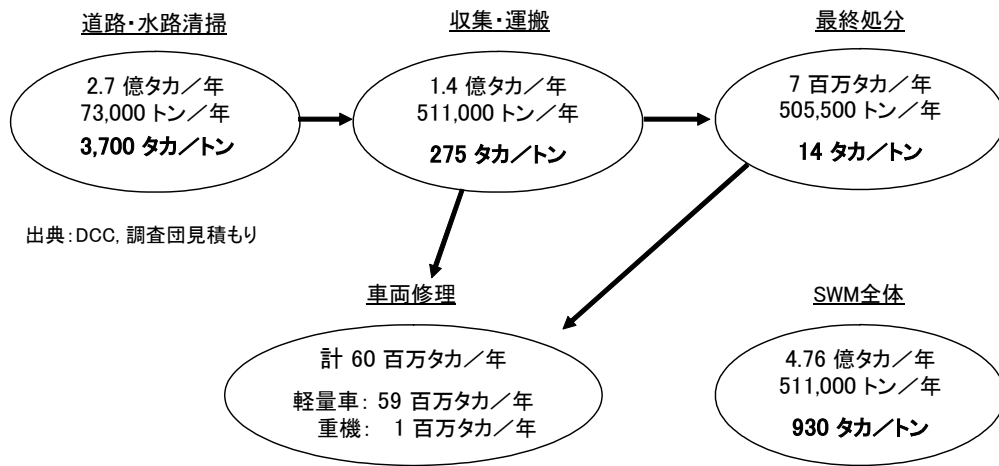 道路・水路清掃
2.7 億タカ/年
73,000 トン/年
3,700 タカ/トン
収集・運搬
1.4 億タカ/年
511,000 トン/年
275 タカ/トン
最終処分
7 百万タカ/年
505,500 トン/年
14 タカ/トン
出典:DCC, 調査団見積もり
車両修理
計 60 百万タカ/年
軽量車: 59 百万タカ/年
重機: 1 百万タカ/年
SWM全体
4.76 億タカ/年
511,000 トン/年
930 タカ/トン